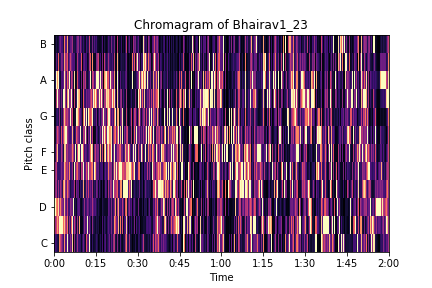 Chromagram of Bhairav1_23
B
A
G
F
E
D
C
Pitch class
0:00 0:15 0:30 0:45 1:00 1:15 1:30 1:45 2:00
Time